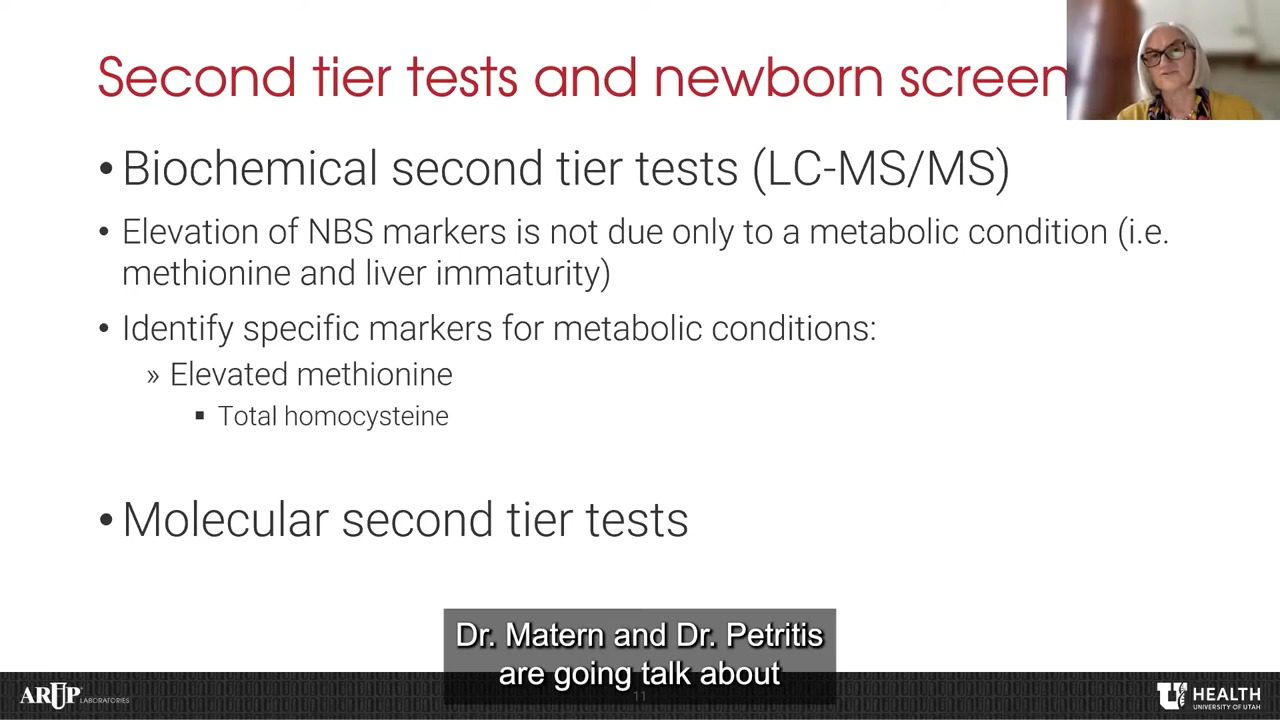 Second tier tests and newborn screen
• Biochemical second tier tests (LC-MS/MS)
• Elevation of NBS markers is not due only to a metabolic condition (i.e.
methionine and liver immaturity)
• Identify specific markers for metabolic conditions:
» Elevated methionine
▪ Total homocysteine
• Molecular second tier tests
Dr. Matern and Dr. Petritis
are going talk about
ARUP LABORATORIES
11
U HEALTH
UNIVERSITY OF UTAH